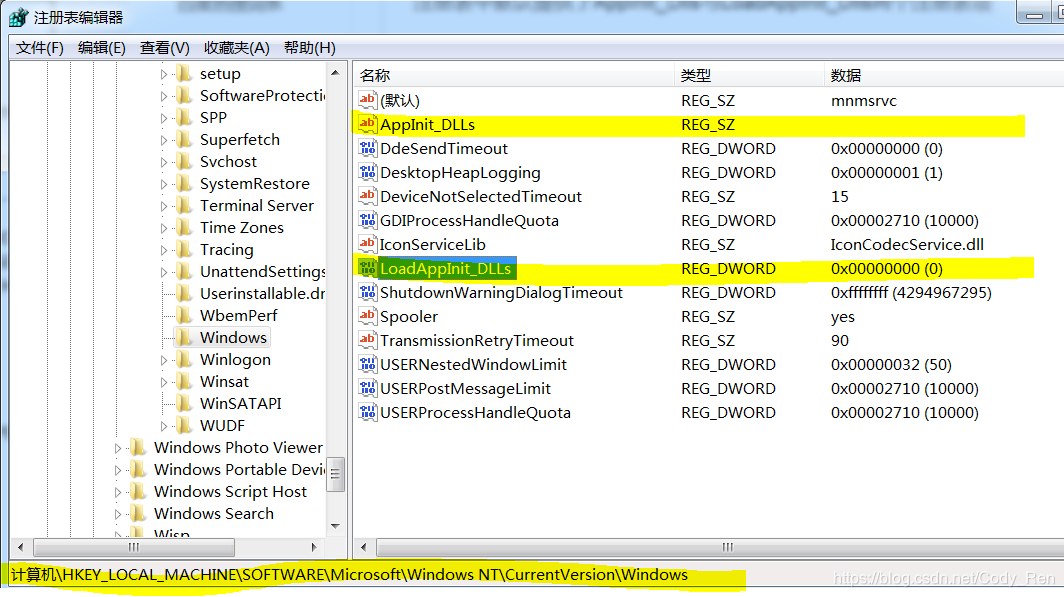 注册表编辑器
文件(F) 编辑(E) 查看(V) 收藏夹(A) 帮助(H)
setup
SoftwareProtecti
SPP
Superfetch
Svchost
SystemRestore
Terminal Server
Time Zones
Tracing
UnattendSettings
Userinstallable.dr
WbemPerf
Windows
Winlogon
Winsat
WinSATAPI
WUDF
Windows Photo Viewer
Windows Portable Devi
Windows Script Host
Windows Search
Wisp
名称 类型 数据
(默认) REG_SZ mnmsrvc
AppInit_DLLs REG_SZ
DdeSendTimeout REG_DWORD 0x00000000 (0)
DesktopHeapLogging REG_DWORD 0x00000001 (1)
DeviceNotSelectedTimeout REG_SZ 15
GDIProcessHandleQuota REG_DWORD 0x00002710 (10000)
IconServiceLib REG_SZ IconCodecService.dll
LoadAppInit_DLLs REG_DWORD 0x00000000 (0)
ShutdownWarningDialogTimeout REG_DWORD 0xffffffff (4294967295)
Spooler REG_SZ yes
TransmissionRetryTimeout REG_SZ 90
USERNestedWindowLimit REG_DWORD 0x00000032 (50)
USERPostMessageLimit REG_DWORD 0x00002710 (10000)
USERProcessHandleQuota REG_DWORD 0x00002710 (10000)
计算机\HKEY_LOCAL_MACHINE\SOFTWARE\Microsoft\Windows NT\CurrentVersion\Windows
https://blog.csdn.net/Cody_Ren